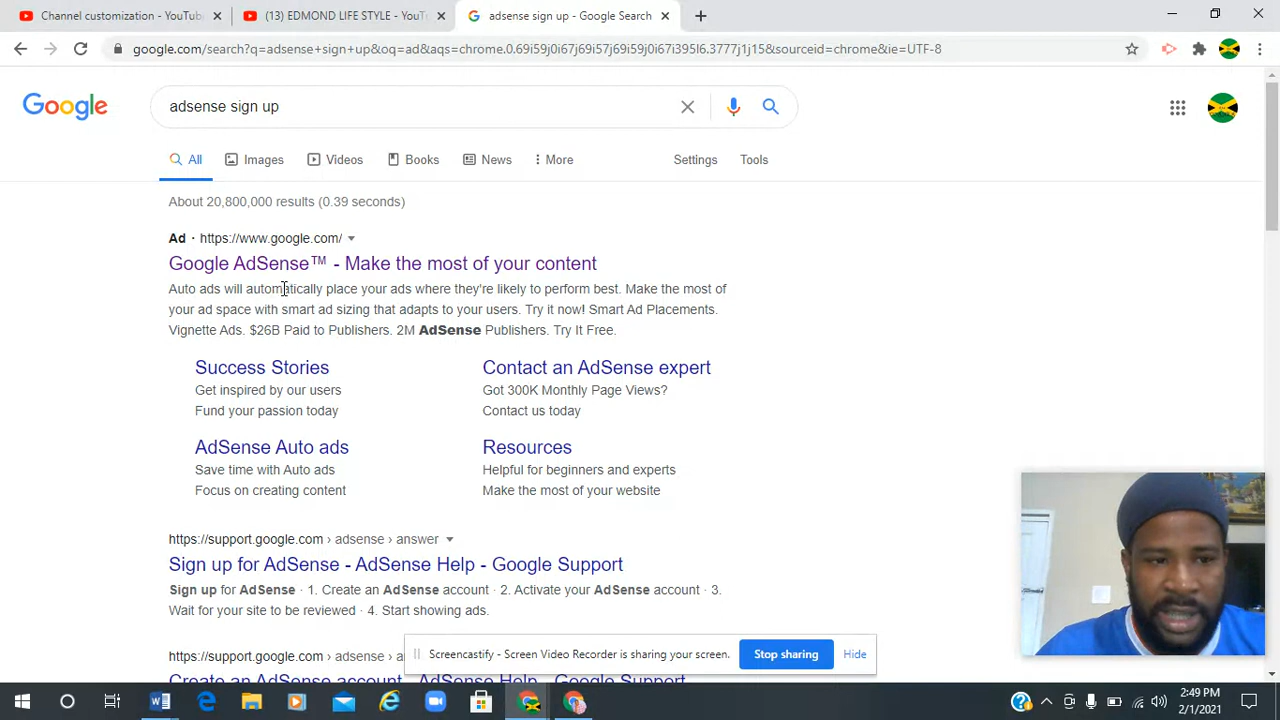 Channel customization - YouTube
(13) EDMOND LIFE STYLE - YouT
adsense sign up - Google Search
google.com/search?q=adsense+sign+up&oq=ad&aqs=chrome.0.69i59j0i67j69i57j69i59j0i67i395l6.3777j1j15&sourceid=chrome&ie=UTF-8
Google
adsense sign up
All
Images
Videos
Books
News
More
Settings
Tools
About 20,800,000 results (0.39 seconds)
Ad · https://www.google.com/
Google AdSense™ - Make the most of your content
Auto ads will automatically place your ads where they're likely to perform best. Make the most of
your ad space with smart ad sizing that adapts to your users. Try it now! Smart Ad Placements.
Vignette Ads. $26B Paid to Publishers. 2M AdSense Publishers. Try It Free.
Success Stories
Get inspired by our users
Fund your passion today
Contact an AdSense expert
Got 300K Monthly Page Views?
Contact us today
AdSense Auto ads
Save time with Auto ads
Focus on creating content
Resources
Helpful for beginners and experts
Make the most of your website
https://support.google.com › adsense › answer
Sign up for AdSense - AdSense Help - Google Support
Sign up for AdSense · 1. Create an AdSense account · 2. Activate your AdSense account · 3.
Wait for your site to be reviewed · 4. Start showing ads.
https://support.google.com › adsense › a
Create an AdSense account - AdSense Help - Google Support
Screencastify - Screen Video Recorder is sharing your screen.
Stop sharing
Hide
2:49 PM
2/1/2021